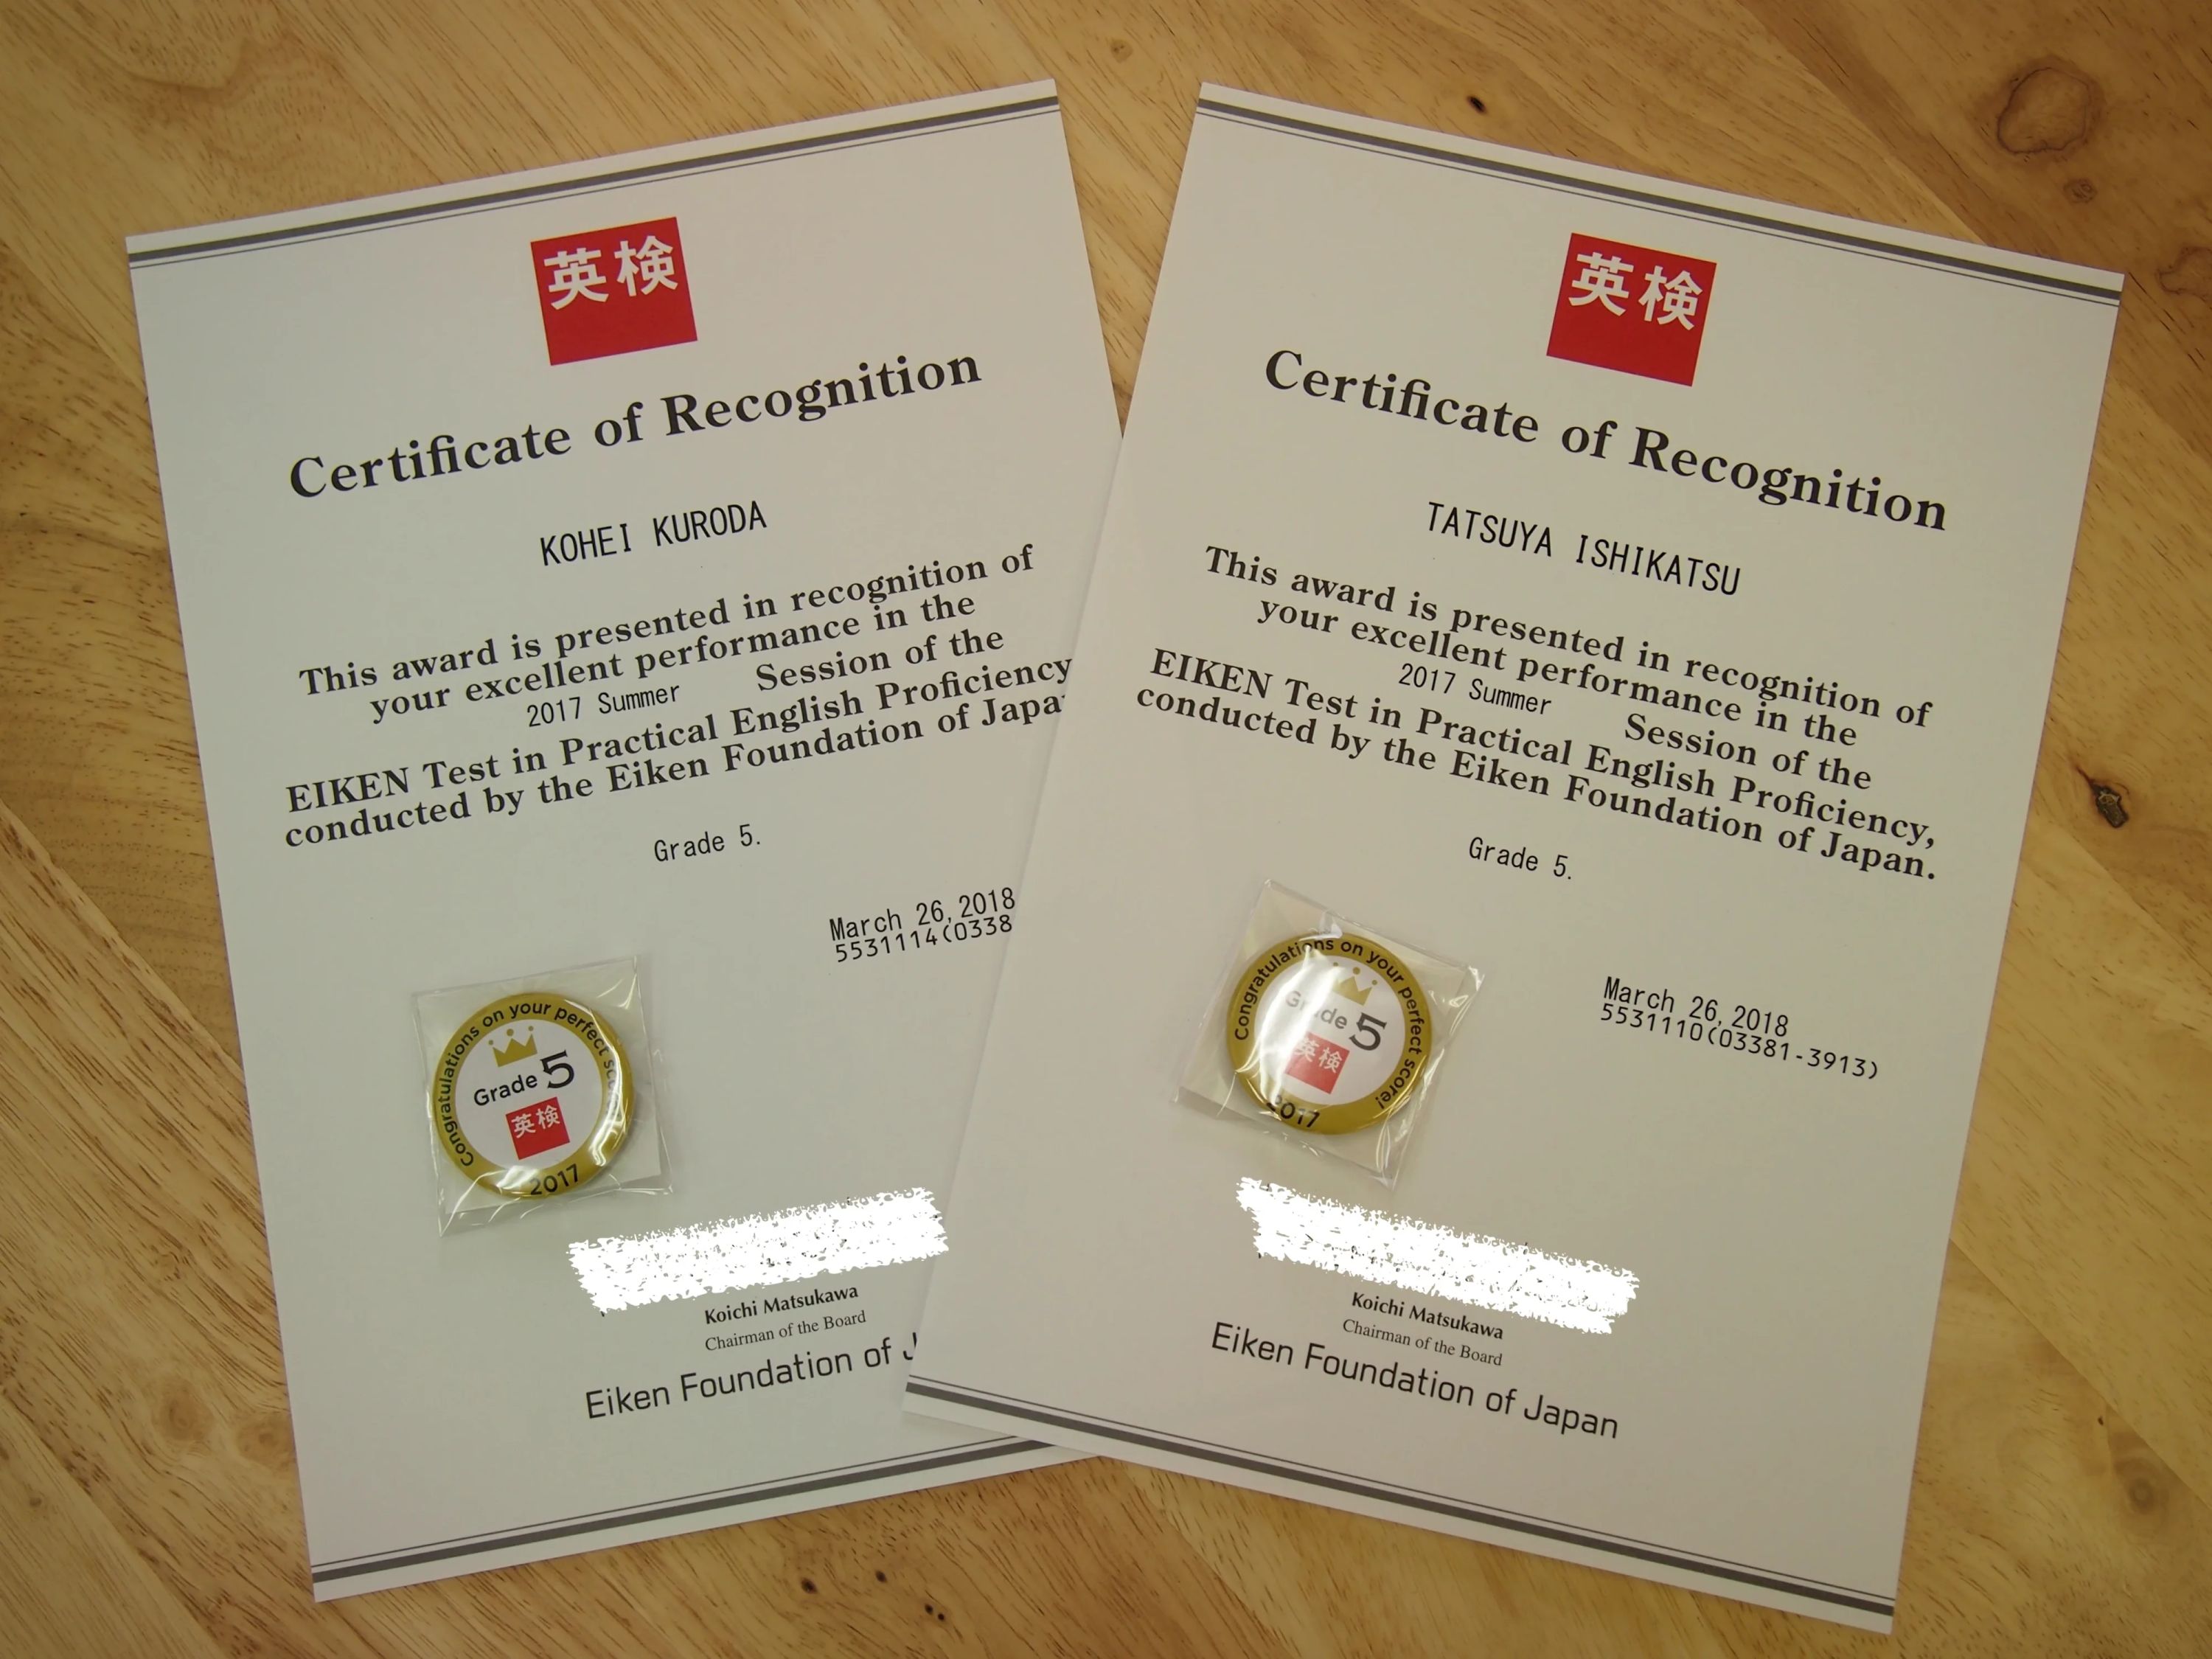 英検
Certificate of Recognition
KOHEI KURODA
This award is presented in recognition of
your excellent performance in the
2017 Summer Session of the
EIKEN Test in Practical English Proficiency
conducted by the Eiken Foundation of Japa
Grade 5.
March 26,2018
5531114(0338
Congratulations on your perfect
Grade 5
英検
2017
Koichi Matsukawa
Chairman of the Board
Eiken Foundation of J
英検
Certificate of Recognition
TATSUYA ISHIKATSU
This award is presented in recognition of
your excellent performance in the
2017 Summer Session of the
EIKEN Test in Practical English Proficiency,
conducted by the Eiken Foundation of Japan.
Grade 5.
March 26,2018
5531110(03381-3913)
Congratulations on your perfect score!
Grade 5
英検
2017
Koichi Matsukawa
Chairman of the Board
Eiken Foundation of Japan